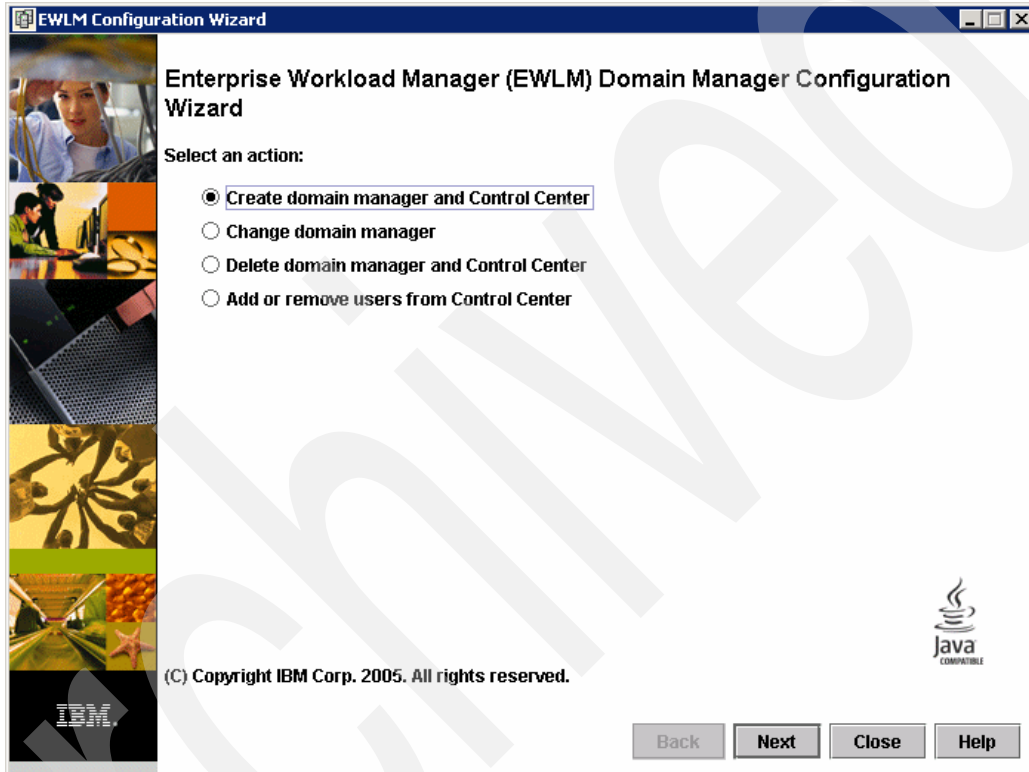 EWLM Configuration Wizard
Enterprise Workload Manager (EWLM) Domain Manager Configuration
Wizard
Select an action:
Create domain manager and Control Center
Change domain manager
Delete domain manager and Control Center
Add or remove users from Control Center
Java
COMPATIBLE
(C) Copyright IBM Corp. 2005. All rights reserved.
IBM.
Back
Next
Close
Help